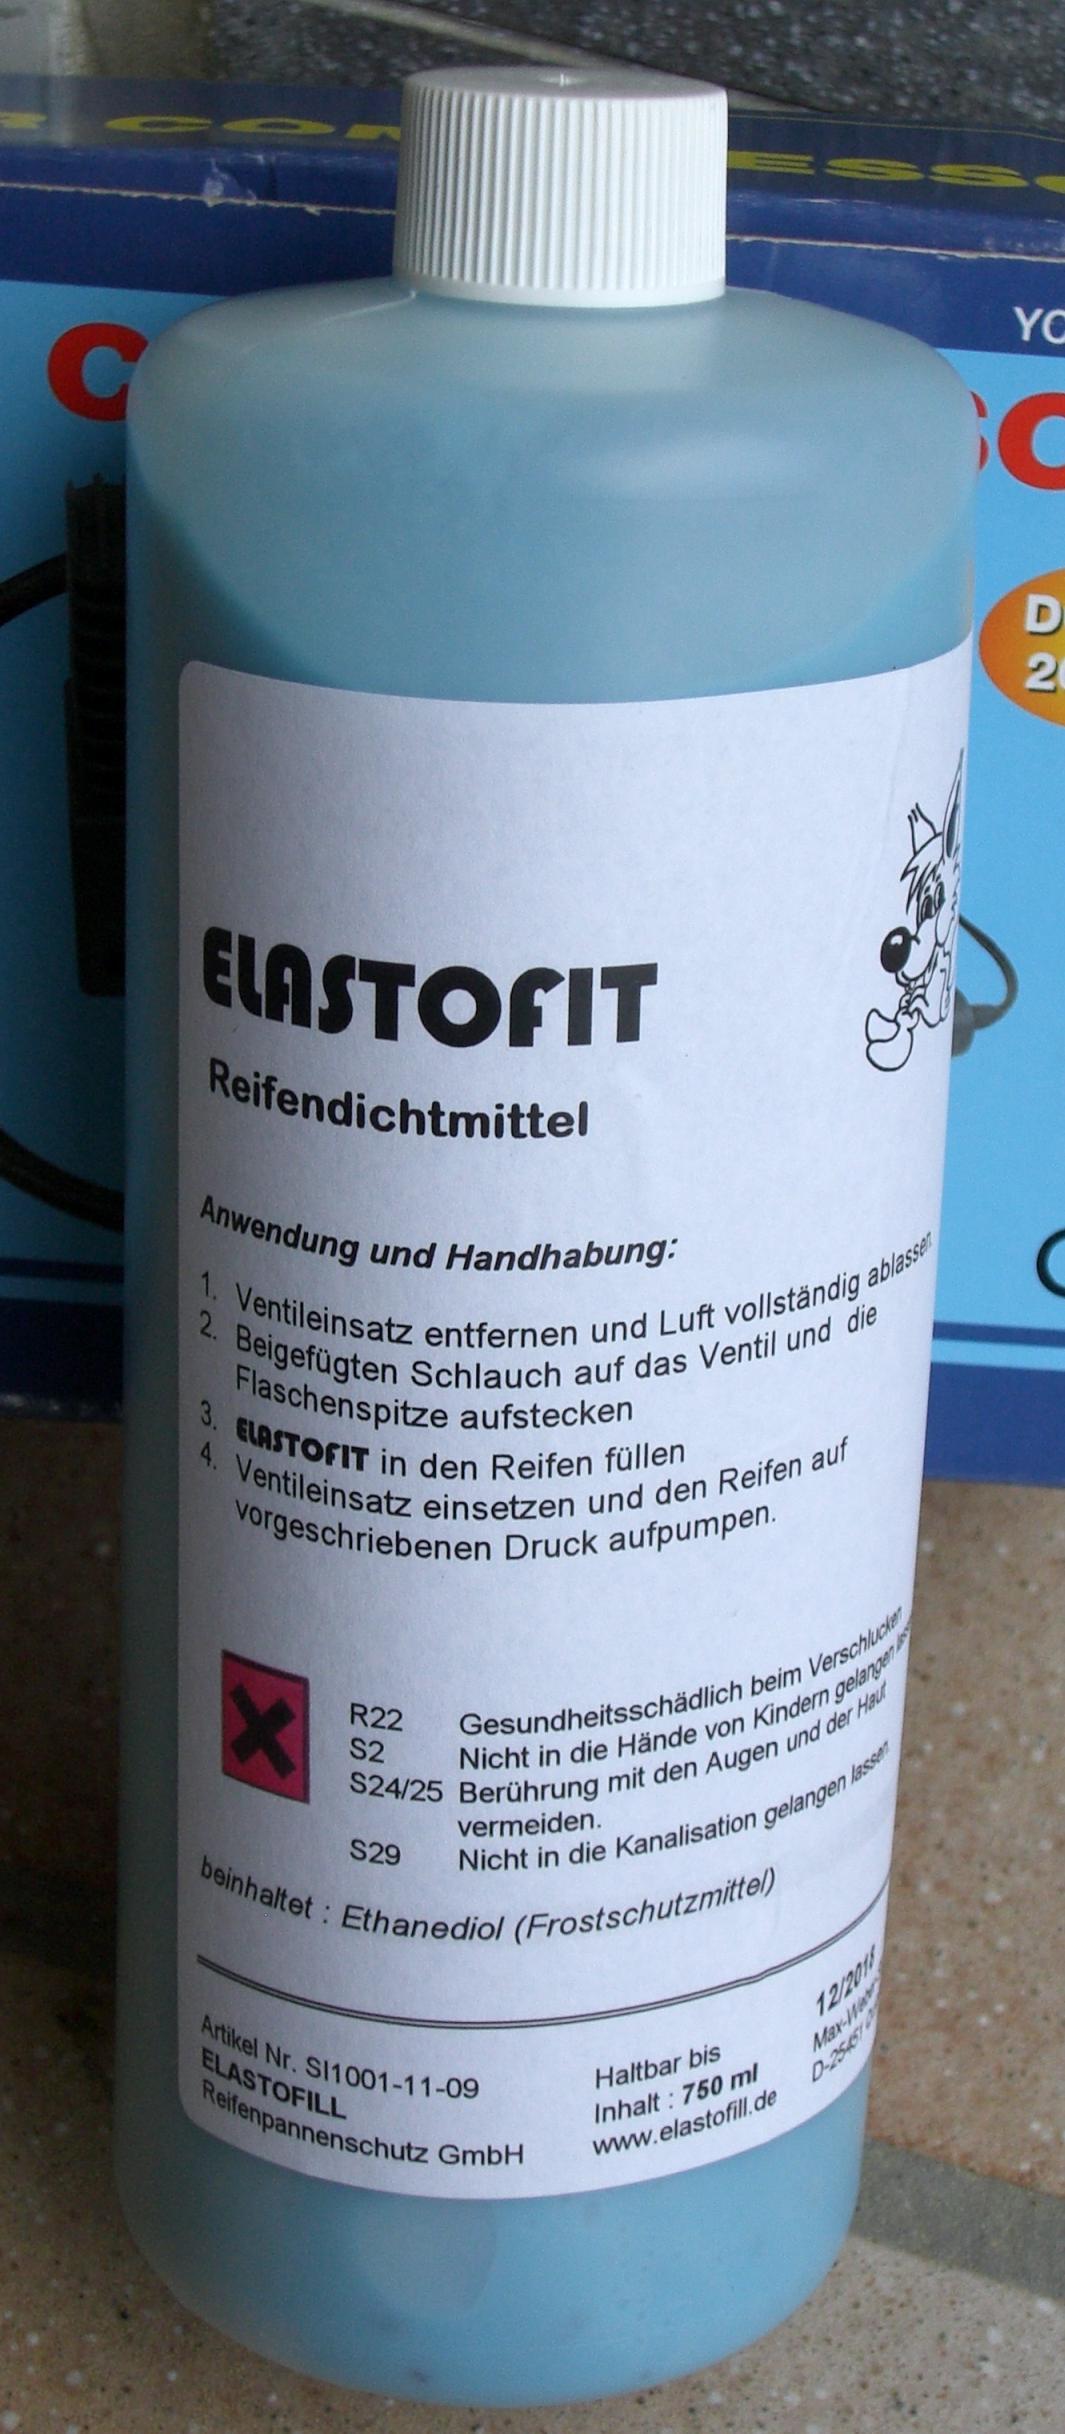 ELASTOFIT
Reifendichtmittel
Anwendung und Handhabung:
1. Ventileinsatz entfernen und Luft vollständig ablassen
2. Beigefügten Schlauch auf das Ventil und die
Flaschenspitze aufstecken
3. ELASTOFIT in den Reifen füllen
4. Ventileinsatz einsetzen und den Reifen auf
vorgeschriebenen Druck aufpumpen.
R22 Gesundheitsschädlich beim Verschlucken
S2 Nicht in die Hände von Kindern gelangen
S24/25 Berührung mit den Augen und der Haut
vermeiden.
S29 Nicht in die Kanalisation gelangen lassen.
beinhaltet : Ethanediol (Frostschutzmittel)
Artikel Nr. SI1001-11-09
ELASTOFILL
Reifenpannenschutz GmbH
Haltbar bis 12/2018
Inhalt : 750 ml
www.elastofill.de